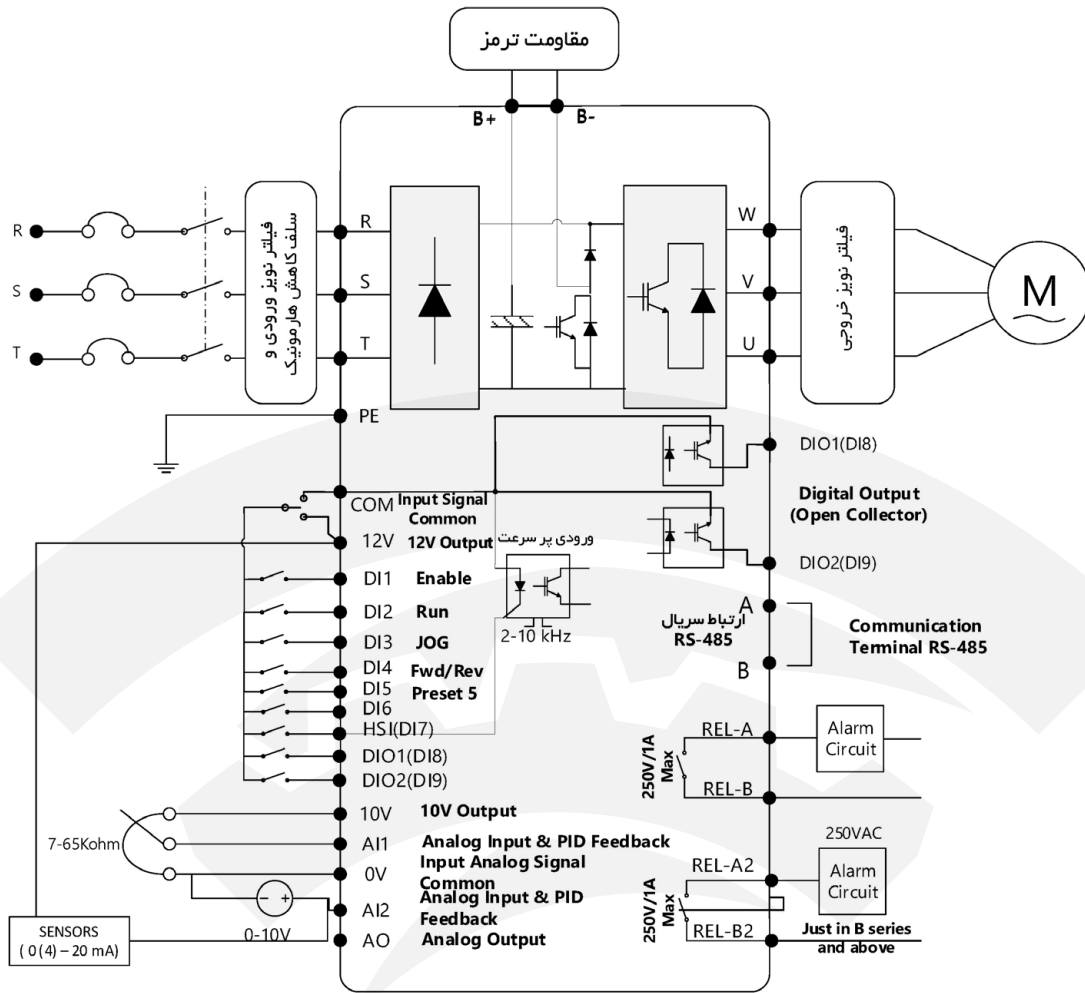 مقاومت ترمز
B+
B-
R
S
T
فیلتر نویز ورودی و
سلف کاهش هارمونیک
R
S
T
W
V
U
فیلتر نویز خروجی
M
PE
DIO1(DI8)
Digital Output
(Open Collector)
DIO2(DI9)
COM
Input Signal
Common
12V
12V Output
ورودی پر سرعت
2-10 kHz
DI1
Enable
DI2
Run
DI3
JOG
DI4
Fwd/Rev
DI5
Preset 5
DI6
HSI(DI7)
DIO1(DI8)
DIO2(DI9)
A
ارتباط سریال
RS-485
B
Communication
Terminal RS-485
REL-A
250V/1A
Max
REL-B
Alarm
Circuit
10V
10V Output
7-65Kohm
AI1
Analog Input & PID Feedback
0V
Input Analog Signal
Common
AI2
Analog Input & PID
Feedback
0-10V
AO
Analog Output
SENSORS
( 0(4) – 20 mA)
250VAC
REL-A2
250V/1A
Max
REL-B2
Alarm
Circuit
Just in B series
and above